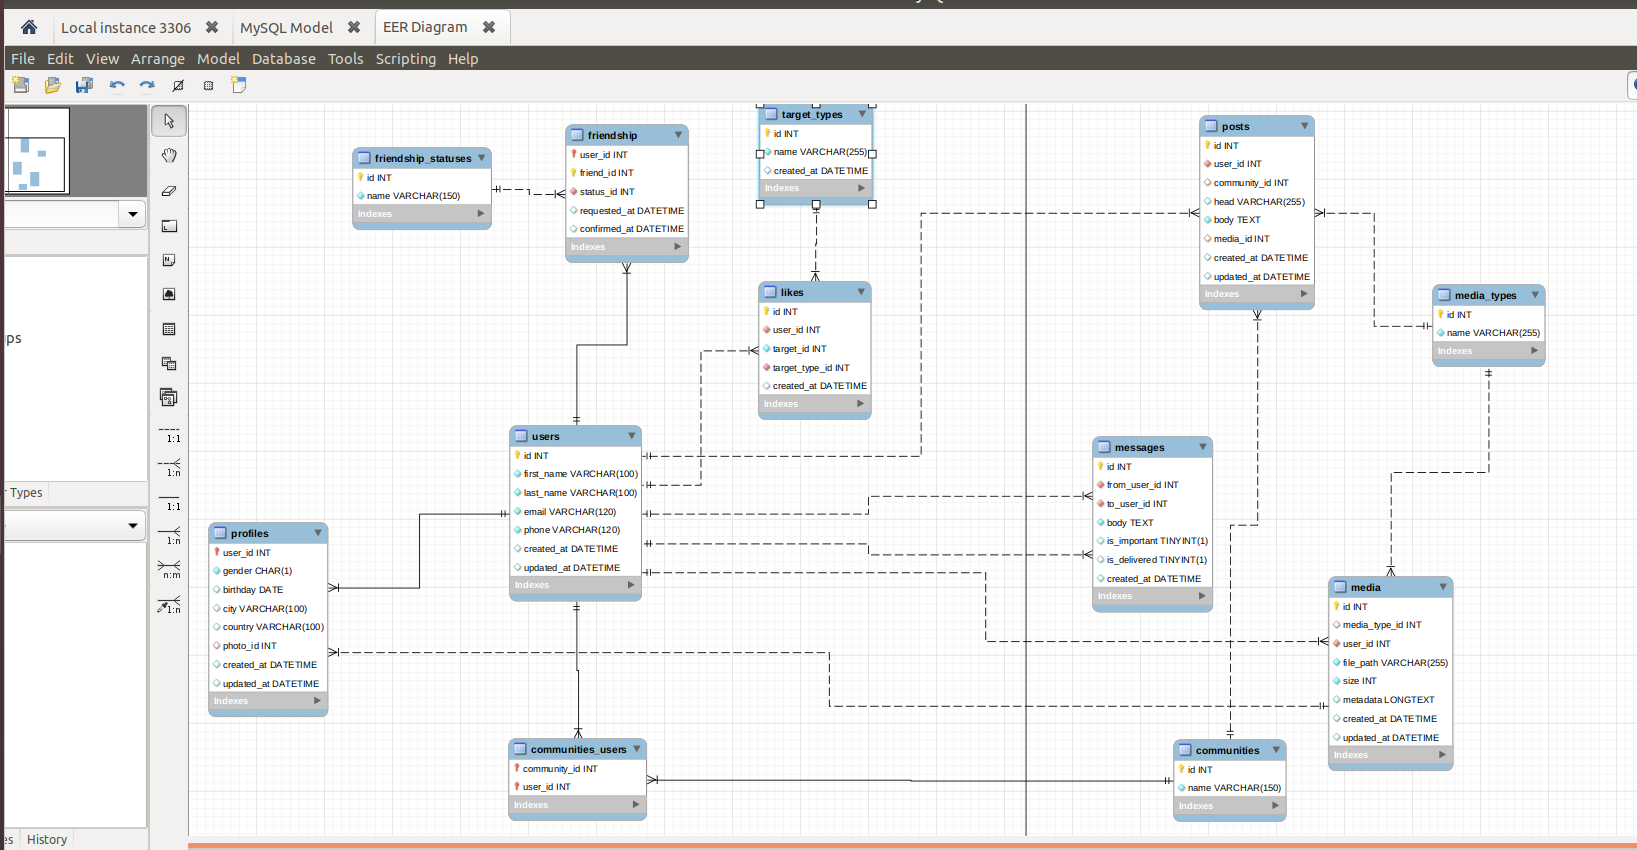 Local instance 3306
MySQL Model
EER Diagram
File Edit View Arrange Model Database Tools Scripting Help
ps
r Types
es
History
1:1
1:n
1:1
1:n
n:m
1:n
friendship_statuses
id INT
name VARCHAR(150)
Indexes
friendship
user_id INT
friend_id INT
status_id INT
requested_at DATETIME
confirmed_at DATETIME
Indexes
target_types
id INT
name VARCHAR(255)
created_at DATETIME
Indexes
likes
id INT
user_id INT
target_id INT
target_type_id INT
created_at DATETIME
Indexes
posts
id INT
user_id INT
community_id INT
head VARCHAR(255)
body TEXT
media_id INT
created_at DATETIME
updated_at DATETIME
Indexes
media_types
id INT
name VARCHAR(255)
Indexes
users
id INT
first_name VARCHAR(100)
last_name VARCHAR(100)
email VARCHAR(120)
phone VARCHAR(120)
created_at DATETIME
updated_at DATETIME
Indexes
messages
id INT
from_user_id INT
to_user_id INT
body TEXT
is_important TINYINT(1)
is_delivered TINYINT(1)
created_at DATETIME
Indexes
profiles
user_id INT
gender CHAR(1)
birthday DATE
city VARCHAR(100)
country VARCHAR(100)
photo_id INT
created_at DATETIME
updated_at DATETIME
Indexes
media
id INT
media_type_id INT
user_id INT
file_path VARCHAR(255)
size INT
metadata LONGTEXT
created_at DATETIME
updated_at DATETIME
Indexes
communities_users
community_id INT
user_id INT
Indexes
communities
id INT
name VARCHAR(150)
Indexes